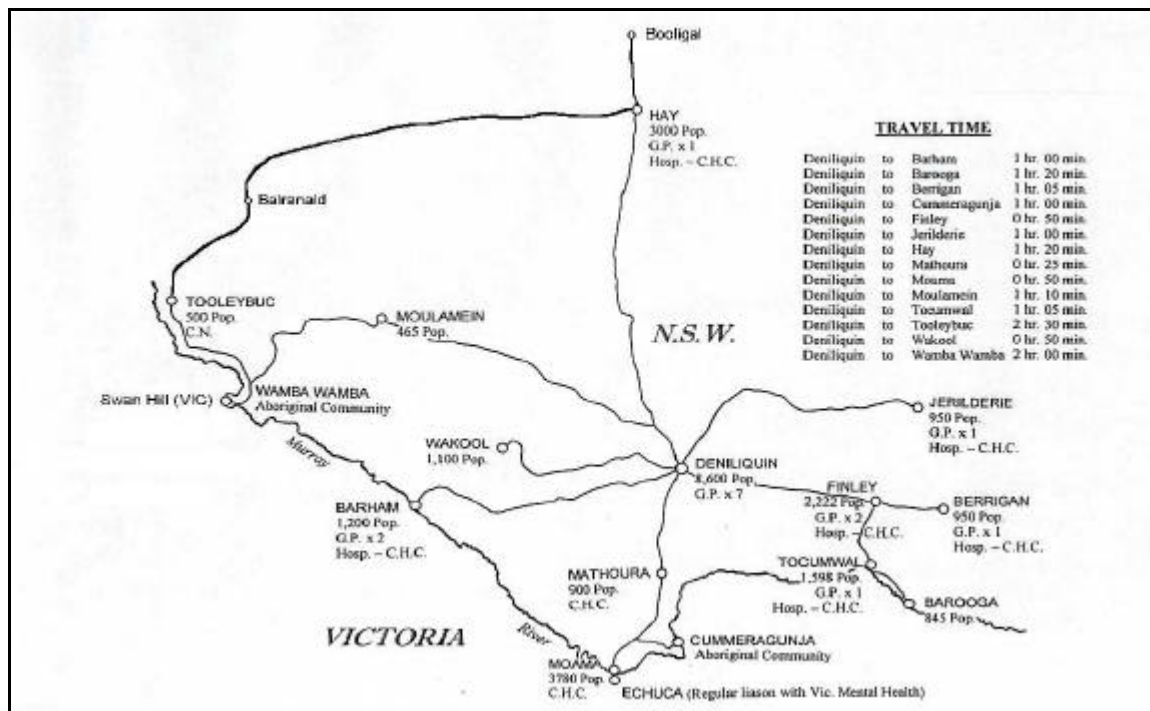 Booligal
HAY
3000 Pop.
G.P. x 1
Hosp. – C.H.C.
TRAVEL TIME
Deniliquin to Barham 1 hr. 00 min.
Deniliquin to Barooga 1 hr. 20 min.
Deniliquin to Berrigan 1 hr. 05 min.
Deniliquin to Cummeragunja 1 hr. 00 min.
Deniliquin to Finley 0 hr. 50 min.
Deniliquin to Jerilderie 1 hr. 00 min.
Deniliquin to Hay 1 hr. 20 min.
Deniliquin to Mathoura 0 hr. 25 min.
Deniliquin to Moama 0 hr. 50 min.
Deniliquin to Moulamein 1 hr. 10 min.
Deniliquin to Tocumwal 1 hr. 05 min.
Deniliquin to Tooleybuc 2 hr. 30 min.
Deniliquin to Wakool 0 hr. 50 min.
Deniliquin to Wamba Wamba 2 hr. 00 min.
Balranald
TOOLEYBUC
500 Pop.
C.N.
MOULAMEIN
465 Pop.
N.S.W.
Swan Hill (VIC)
WAMBA WAMBA
Aboriginal Community
JERILDERIE
950 Pop.
G.P. x 1
Hosp. – C.H.C.
Murray
WAKOOL
1,100 Pop.
DENILIQUIN
8,600 Pop.
G.P. x 7
FINLEY
2,222 Pop.
G.P. x 2
Hosp. – C.H.C.
BERRIGAN
950 Pop.
G.P. x 1
Hosp. – C.H.C.
BARHAM
1,200 Pop.
G.P. x 2
Hosp. – C.H.C.
MATHOURA
900 Pop.
C.H.C.
TOCUMWAL
1,598 Pop.
G.P. x 1
Hosp. – C.H.C.
BAROOGA
845 Pop.
VICTORIA
River
CUMMERAGUNJA
Aboriginal Community
MOAMA
3780 Pop.
C.H.C.
ECHUCA (Regular liason with Vic. Mental Health)